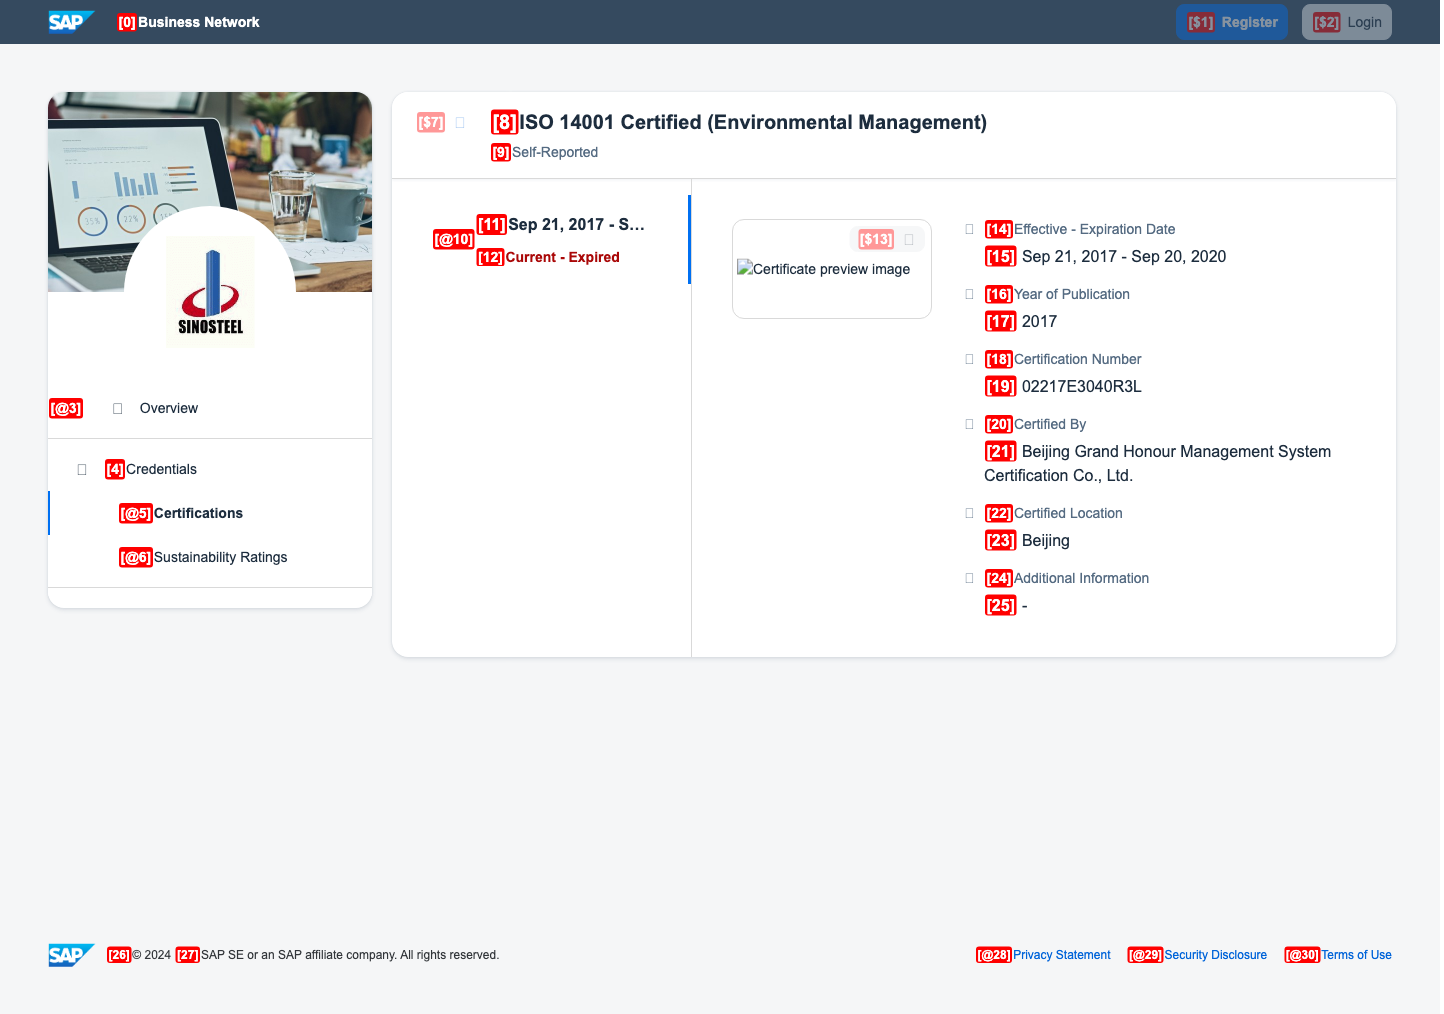 SAP [0] Business Network
[$1] Register
[$2] Login
35%
22%
SINOSTEEL
[@3] Overview
[4] Credentials
[@5] Certifications
[@6] Sustainability Ratings
[$7]
[8] ISO 14001 Certified (Environmental Management)
[9] Self-Reported
[@10]
[11] Sep 21, 2017 - S...
[12] Current - Expired
[$13]
Certificate preview image
[14] Effective - Expiration Date
[15] Sep 21, 2017 - Sep 20, 2020
[16] Year of Publication
[17] 2017
[18] Certification Number
[19] 02217E3040R3L
[20] Certified By
[21] Beijing Grand Honour Management System
Certification Co., Ltd.
[22] Certified Location
[23] Beijing
[24] Additional Information
[25] -
SAP [26] © 2024 [27] SAP SE or an SAP affiliate company. All rights reserved.
[@28] Privacy Statement [@29] Security Disclosure [@30] Terms of Use